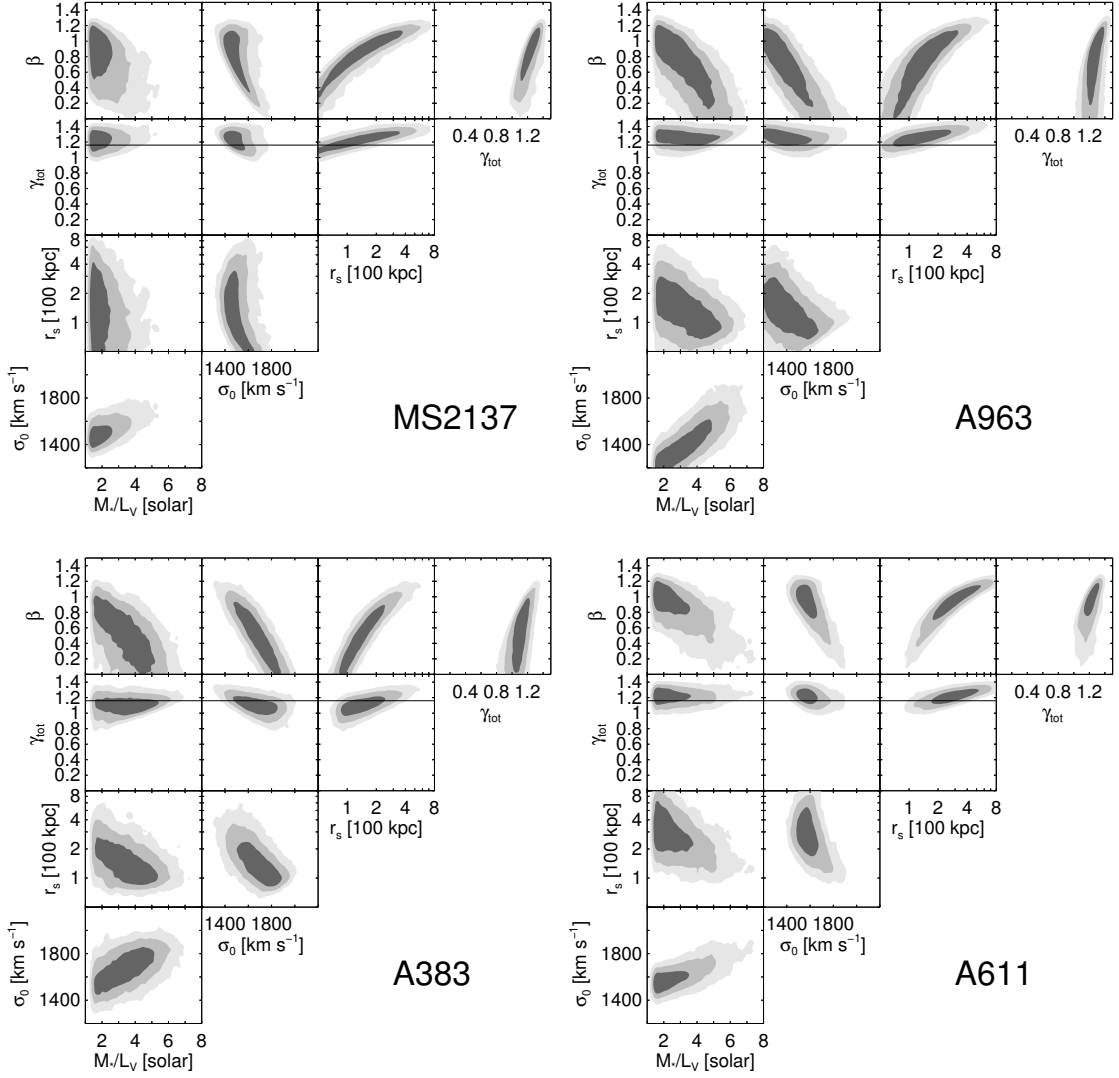 MS2137
β
1.4
1.2
1
0.8
0.6
0.4
0.2
γtot
1.4
1.2
1
0.8
0.6
0.4
0.2
0.4 0.8 1.2
γtot
rs [100 kpc]
8
4
2
1
1 2 4 8
rs [100 kpc]
σ0 [km s−1]
1800
1400
1400 1800
σ0 [km s−1]
2 4 6 8
M*/LV [solar]
A963
β
1.4
1.2
1
0.8
0.6
0.4
0.2
γtot
1.4
1.2
1
0.8
0.6
0.4
0.2
0.4 0.8 1.2
γtot
rs [100 kpc]
8
4
2
1
1 2 4 8
rs [100 kpc]
σ0 [km s−1]
1800
1400
1400 1800
σ0 [km s−1]
2 4 6 8
M*/LV [solar]
A383
β
1.4
1.2
1
0.8
0.6
0.4
0.2
γtot
1.4
1.2
1
0.8
0.6
0.4
0.2
0.4 0.8 1.2
γtot
rs [100 kpc]
8
4
2
1
1 2 4 8
rs [100 kpc]
σ0 [km s−1]
1800
1400
1400 1800
σ0 [km s−1]
2 4 6 8
M*/LV [solar]
A611
β
1.4
1.2
1
0.8
0.6
0.4
0.2
γtot
1.4
1.2
1
0.8
0.6
0.4
0.2
0.4 0.8 1.2
γtot
rs [100 kpc]
8
4
2
1
1 2 4 8
rs [100 kpc]
σ0 [km s−1]
1800
1400
1400 1800
σ0 [km s−1]
2 4 6 8
M*/LV [solar]